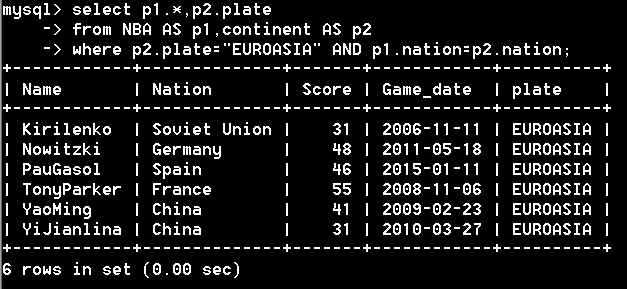 mysql> select p1.*,p2.plate
-> from NBA AS p1,continent AS p2
-> where p2.plate="EUROASIA" AND p1.nation=p2.nation;
+------------+--------------+-------+------------+----------+
| Name       | Nation       | Score | Game_date  | plate    |
+------------+--------------+-------+------------+----------+
| Kirilenko  | Soviet Union |    31 | 2006-11-11 | EUROASIA |
| Nowitzki   | Germany      |    48 | 2011-05-18 | EUROASIA |
| PauGasol   | Spain        |    46 | 2015-01-11 | EUROASIA |
| TonyParker | France       |    55 | 2008-11-06 | EUROASIA |
| YaoMing    | China        |    41 | 2009-02-23 | EUROASIA |
| YiJianlina | China        |    31 | 2010-03-27 | EUROASIA |
+------------+--------------+-------+------------+----------+
6 rows in set (0.00 sec)